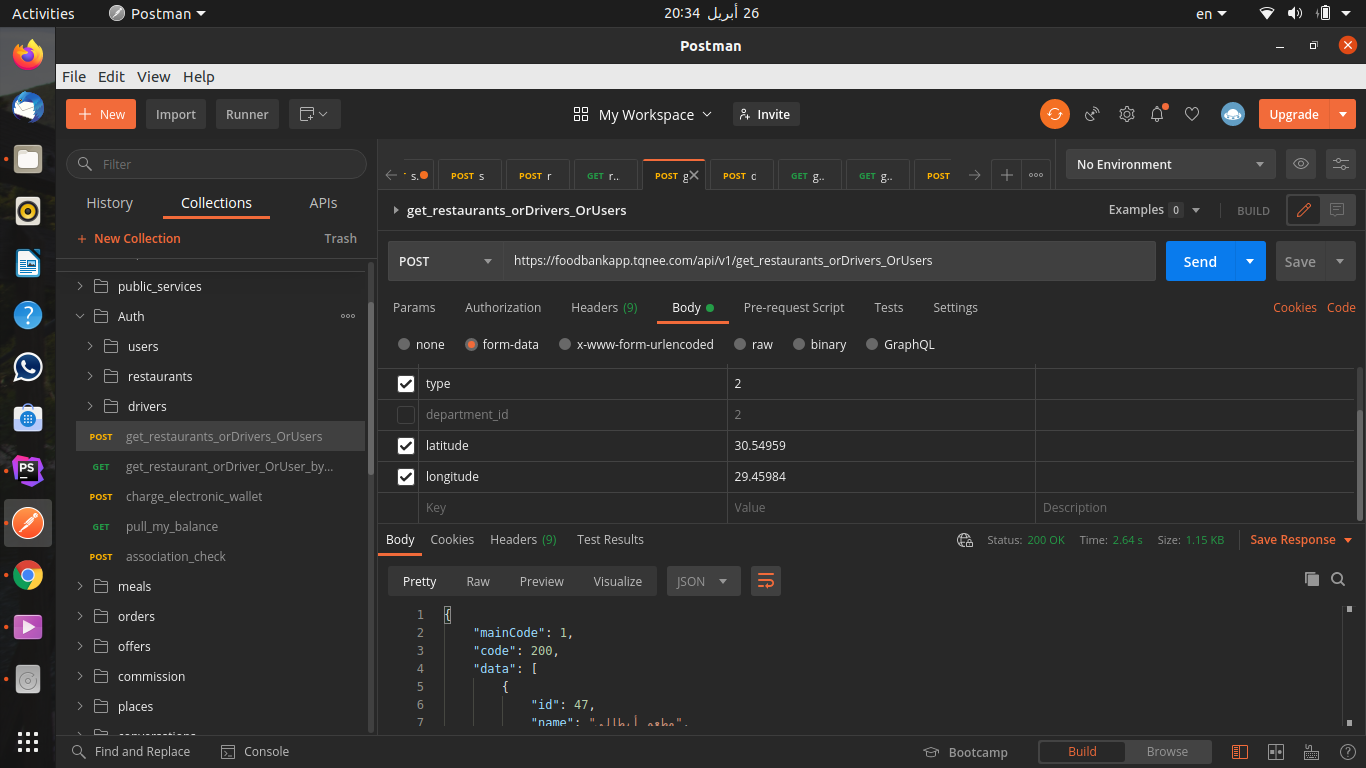 Activities Postman 26 أبريل 20:34 en
Postman
File Edit View Help
New Import Runner My Workspace Invite Upgrade
Filter
History Collections APIs
New Collection Trash
public_services
Auth
users
restaurants
drivers
POST get_restaurants_orDrivers_OrUsers
GET get_restaurant_orDriver_OrUser_by...
POST charge_electronic_wallet
GET pull_my_balance
POST association_check
meals
orders
offers
commission
places
s. POST s POST r GET r.. POST g POST d GET g.. GET g.. POST
No Environment
get_restaurants_orDrivers_OrUsers Examples 0 BUILD
POST https://foodbankapp.tqnee.com/api/v1/get_restaurants_orDrivers_OrUsers Send Save
Params Authorization Headers (9) Body Pre-request Script Tests Settings Cookies Code
none form-data x-www-form-urlencoded raw binary GraphQL
type 2
department_id 2
latitude 30.54959
longitude 29.45984
Key Value Description
Body Cookies Headers (9) Test Results Status: 200 OK Time: 2.64 s Size: 1.15 KB Save Response
Pretty Raw Preview Visualize JSON
1 {
2 "mainCode": 1,
3 "code": 200,
4 "data": [
5 {
6 "id": 47,
7 "name": "
Find and Replace Console Bootcamp Build Browse